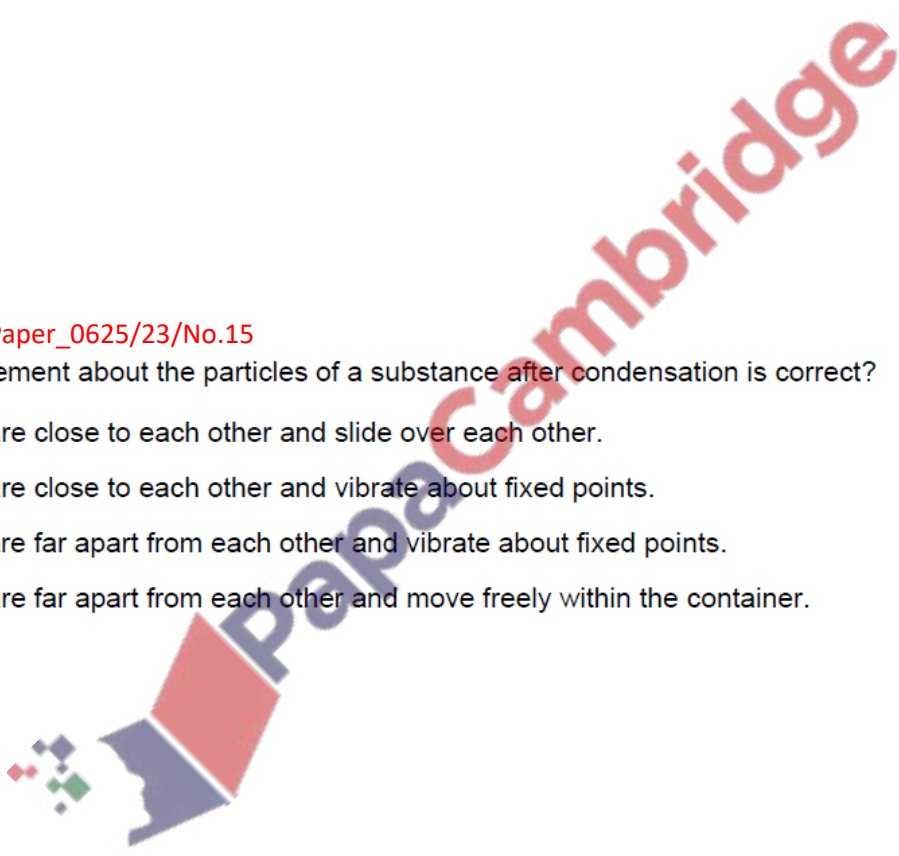 aper_0625/23/No.15
ement about the particles of a substance after condensation is correct?
re close to each other and slide over each other.
re close to each other and vibrate about fixed points.
re far apart from each other and vibrate about fixed points.
re far apart from each other and move freely within the container.
PapaCambridge